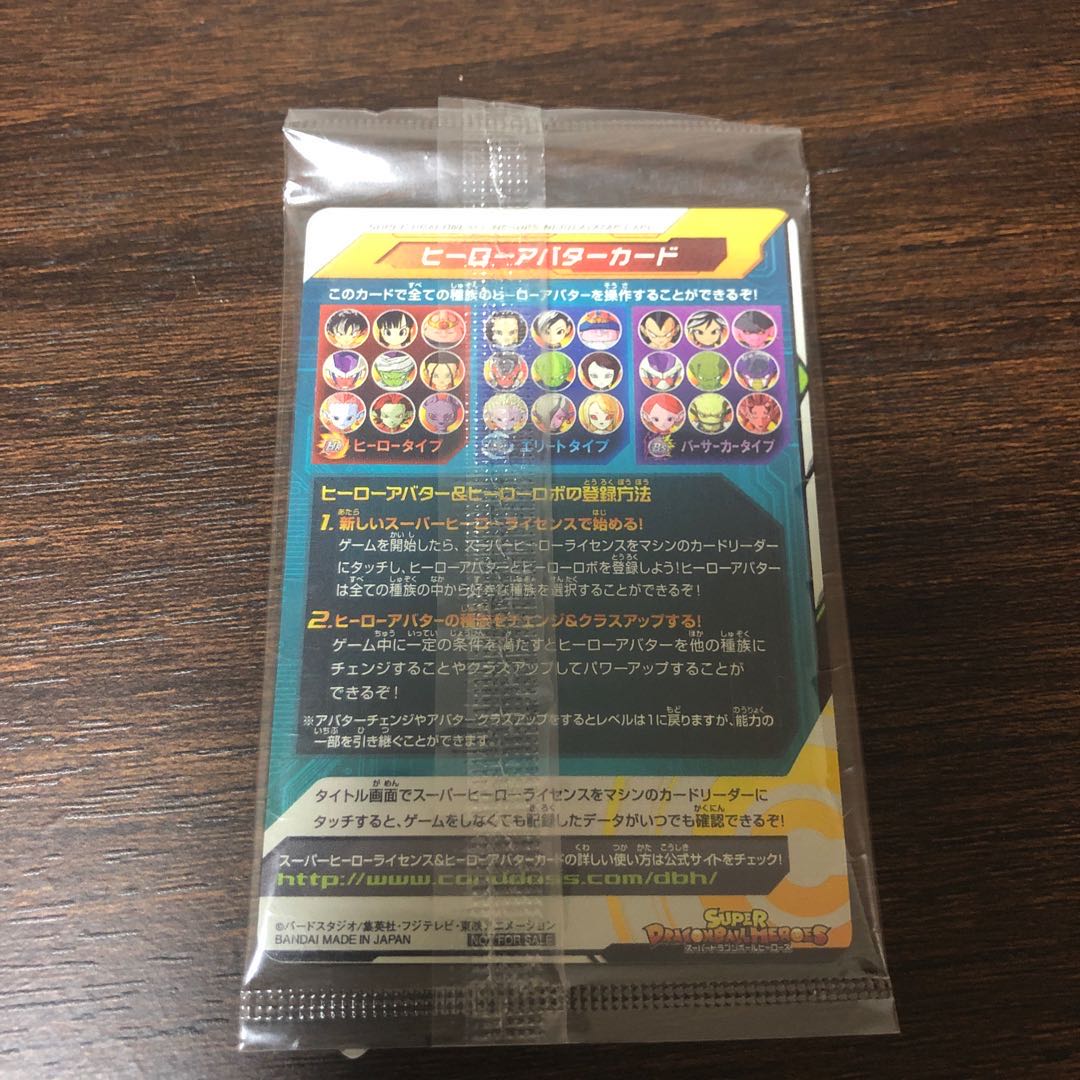 ヒーローアバターカード
このカードで全ての種族のヒーローアバターを操作することができるぞ!
ヒーロータイプ
エリートタイプ
バーサーカータイプ
ヒーローアバター&ヒーローロボの登録方法
1. 新しいスーパーヒーローライセンスで始める!
ゲームを開始したら、スーパーヒーローライセンスをマシンのカードリーダー
にタッチし、ヒーローアバターとヒーローロボを登録しよう!ヒーローアバター
は全ての種族の中から好きな種族を選択することができるぞ!
2. ヒーローアバターの種族をチェンジ&クラスアップする!
ゲーム中に一定の条件を満たすとヒーローアバターを他の種族に
チェンジすることやクラスアップしてパワーアップすることが
できるぞ!
※アバターチェンジやアバタークラスアップをするとレベルは1に戻りますが、能力の
一部を引き継ぐことができます。
タイトル画面でスーパーヒーローライセンスをマシンのカードリーダーに
タッチすると、ゲームをしなくても記録したデータがいつでも確認できるぞ!
スーパーヒーローライセンス&ヒーローアバターカードの詳しい使い方は公式サイトをチェック!
http://www.carddass.com/dbh/
©バードスタジオ/集英社・フジテレビ・東映アニメーション
BANDAI MADE IN JAPAN NOT FOR SALE
SUPER
DRAGONBALL HEROES
スーパードラゴンボールヒーローズ